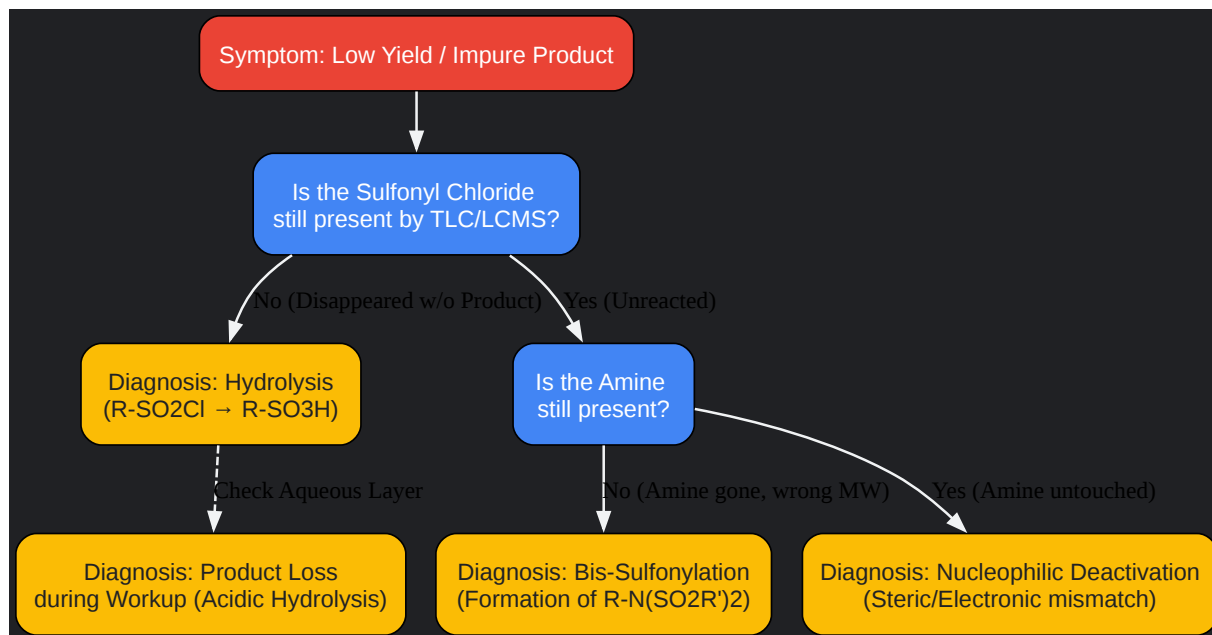 Symptom: Low Yield / Impure Product
Is the Sulfonyl Chloride
still present by TLC/LCMS?
No (Disappeared w/o Product)
Yes (Unreacted)
Diagnosis: Hydrolysis
(R-SO2Cl → R-SO3H)
Is the Amine
still present?
Check Aqueous Layer
No (Amine gone, wrong MW)
Yes (Amine untouched)
Diagnosis: Product Loss
during Workup (Acidic Hydrolysis)
Diagnosis: Bis-Sulfonylation
(Formation of R-N(SO2R')2)
Diagnosis: Nucleophilic Deactivation
(Steric/Electronic mismatch)